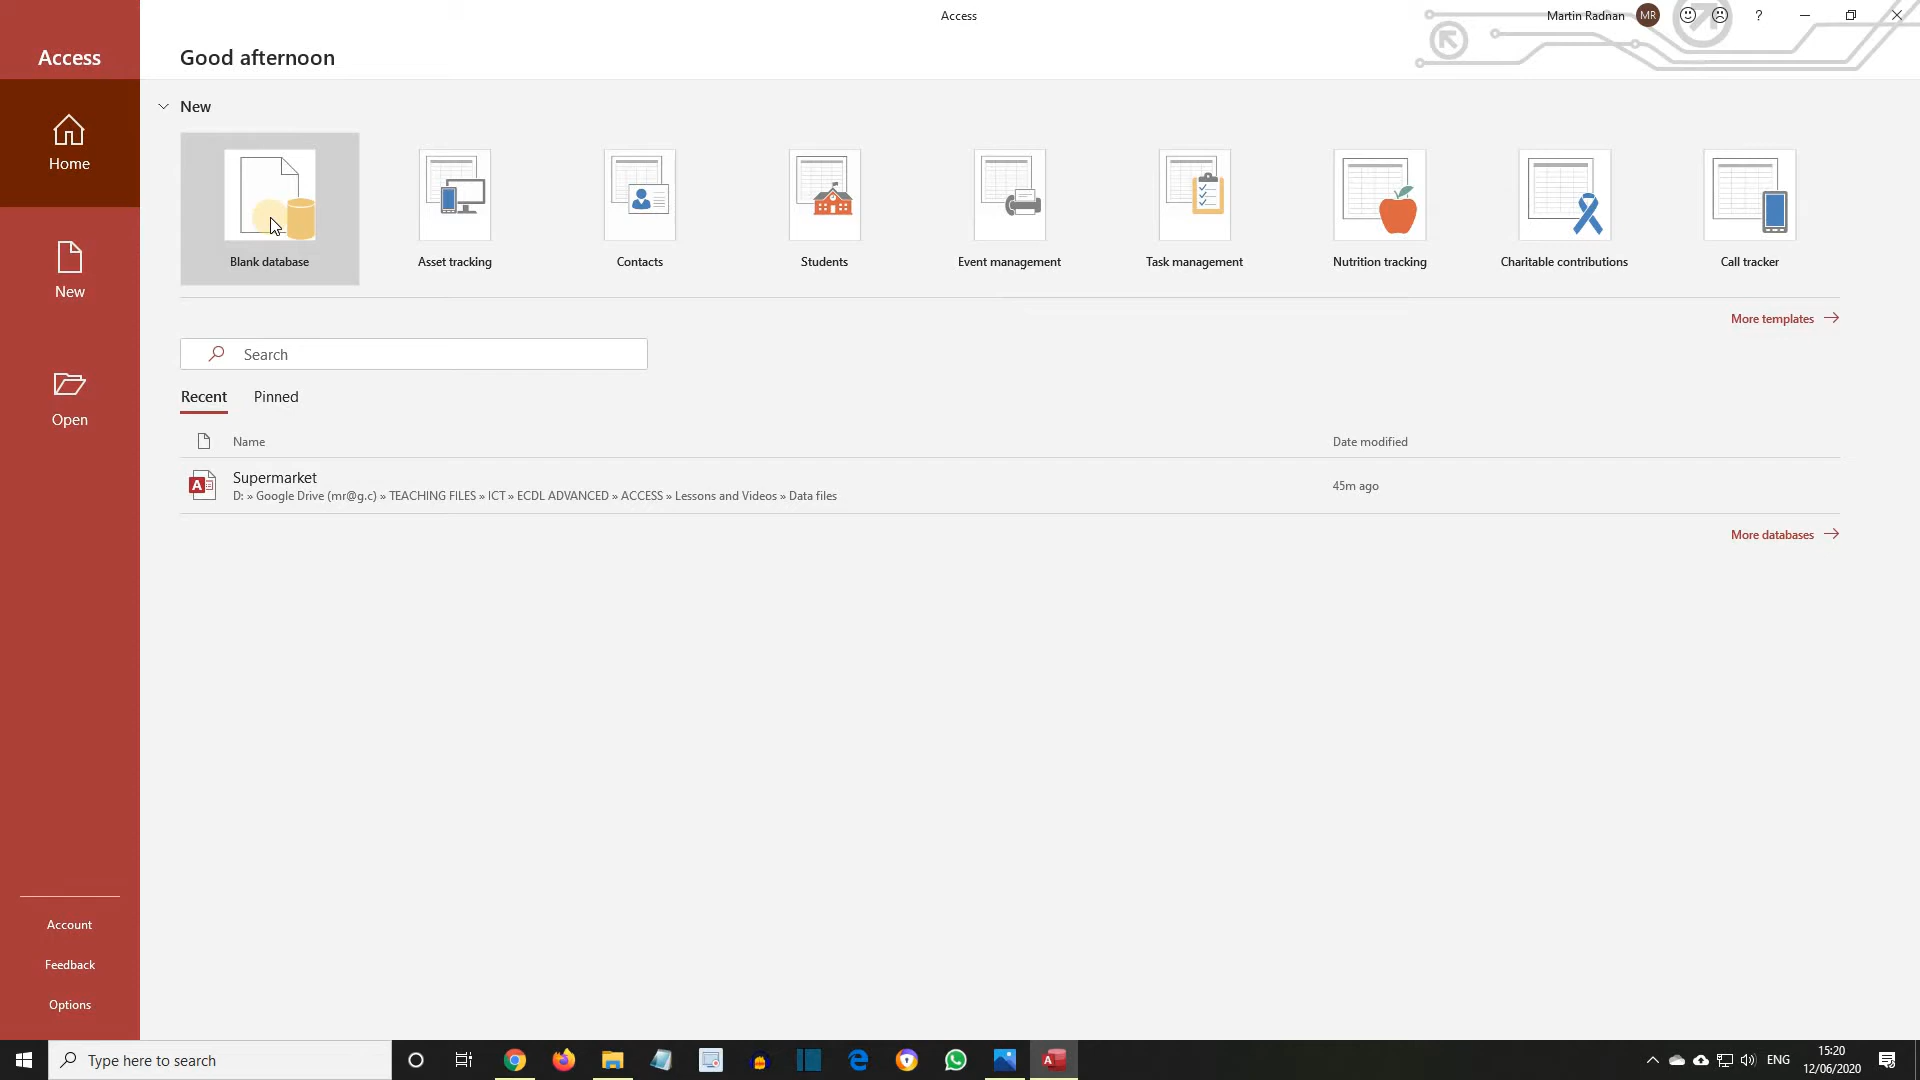 Access
Martin Radnan MR ?
Access
Good afternoon
Home
New
Open
New
Blank database
Asset tracking
Contacts
Students
Event management
Task management
Nutrition tracking
Charitable contributions
Call tracker
More templates
Search
Recent Pinned
Name Date modified
A
Supermarket
D: » Google Drive (mr@g.c) » TEACHING FILES » ICT » ECDL ADVANCED » ACCESS » Lessons and Videos » Data files
45m ago
More databases
Account
Feedback
Options
Type here to search
A
ENG
15:20
12/06/2020